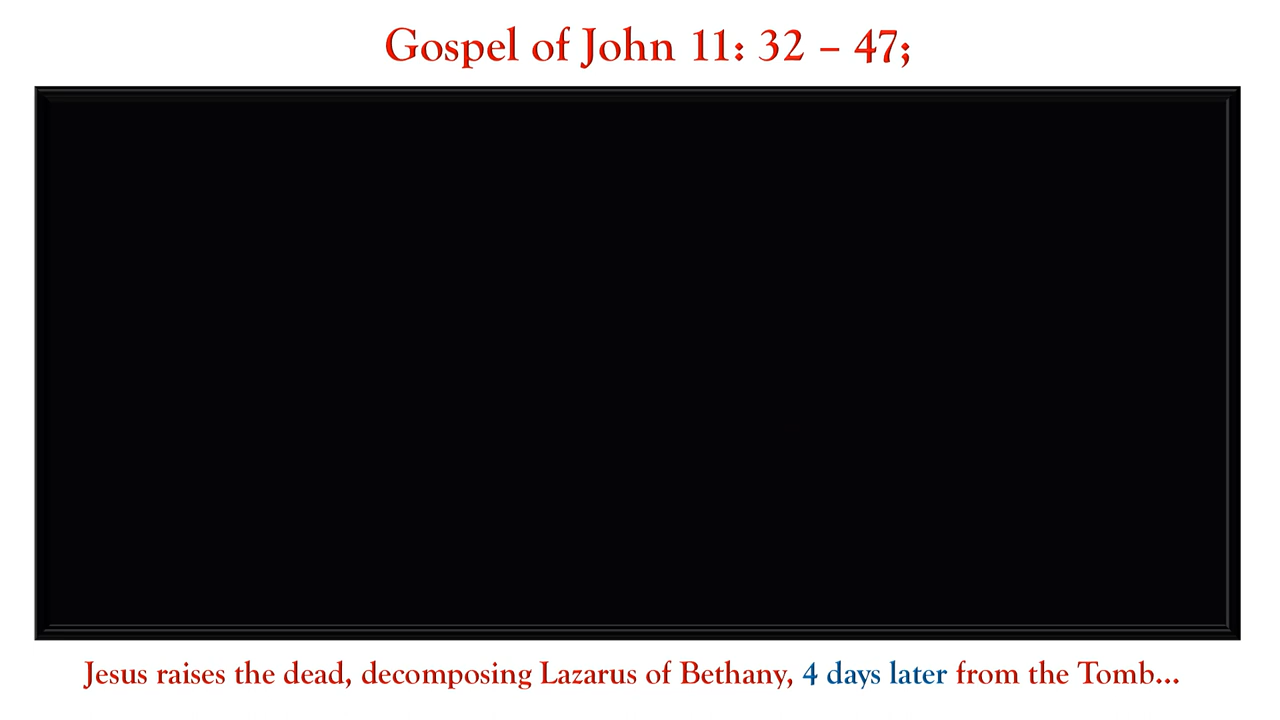 Gospel of John 11: 32 – 47;
Jesus raises the dead, decomposing Lazarus of Bethany, 4 days later from the Tomb...